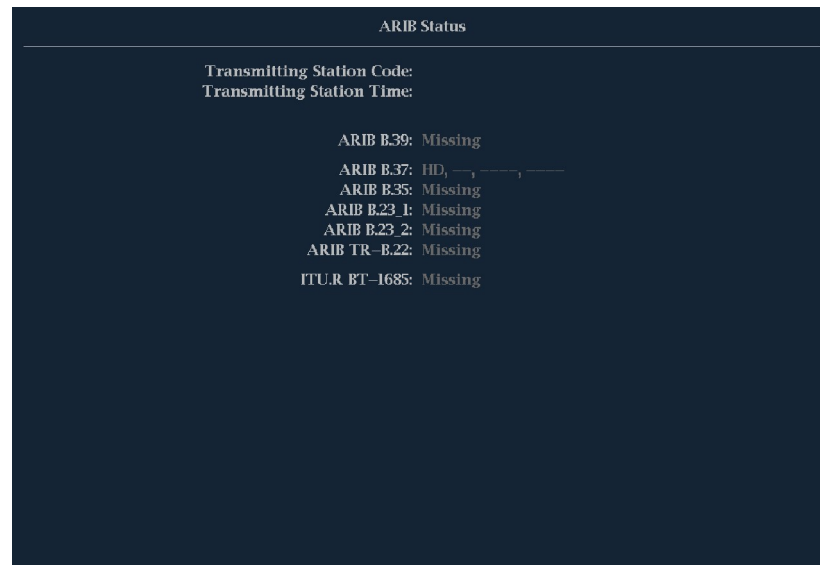 ARIB Status
Transmitting Station Code:
Transmitting Station Time:
ARIB B.39: Missing
ARIB B.37: HD, −−, −−−−, −−−−
ARIB B.35: Missing
ARIB B.23_1: Missing
ARIB B.23_2: Missing
ARIB TR−B.22: Missing
ITU.R BT−1685: Missing